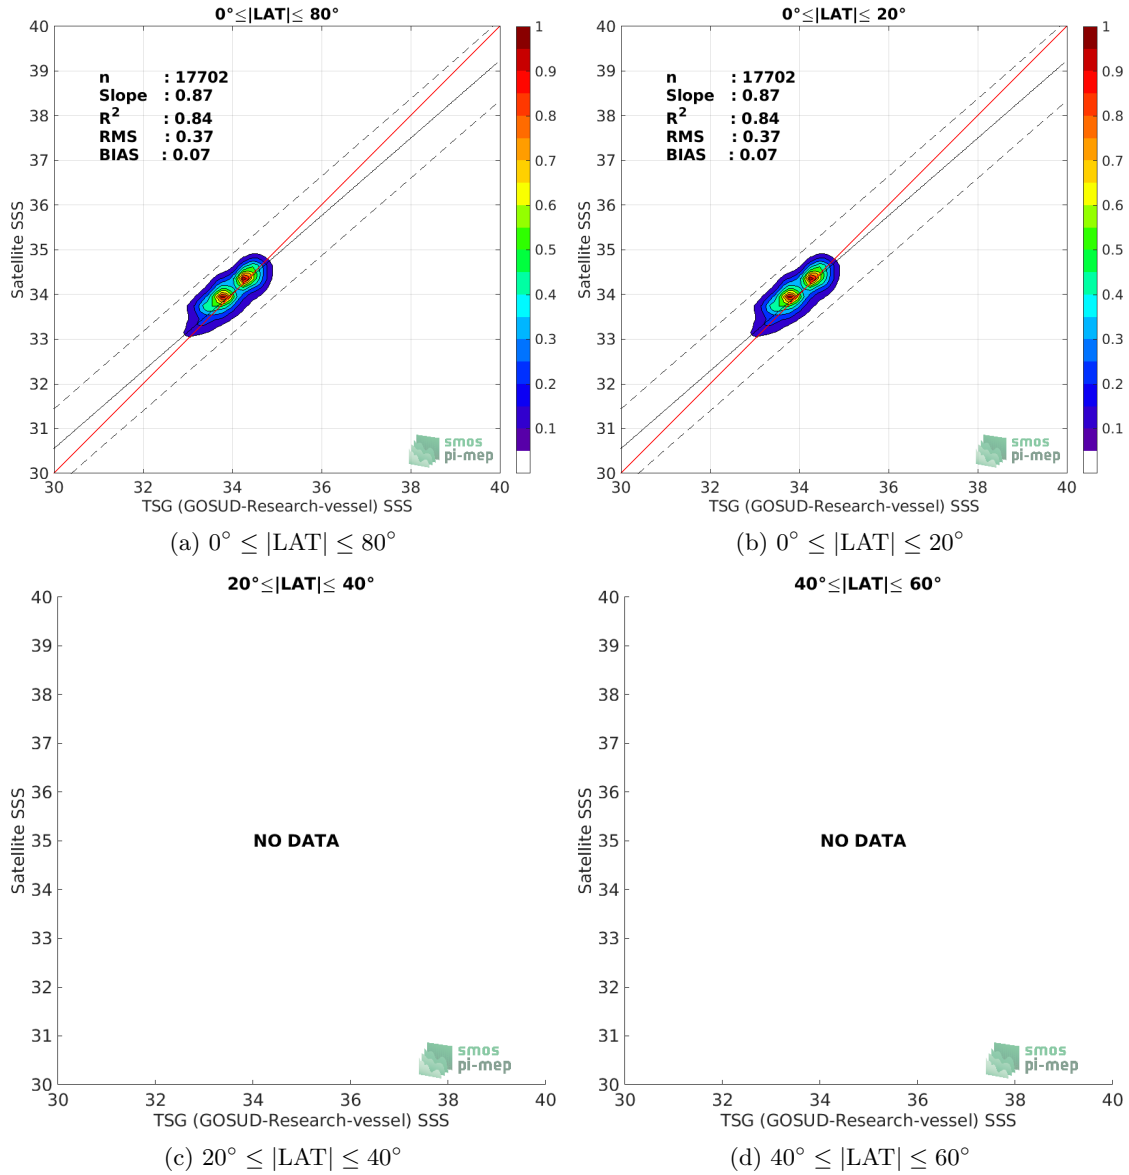 0°≤|LAT|≤ 80°
40
39
38
37
36
35
34
33
32
31
30
Satellite SSS
n : 17702
Slope : 0.87
R² : 0.84
RMS : 0.37
BIAS : 0.07
1
0.9
0.8
0.7
0.6
0.5
0.4
0.3
0.2
0.1
smos
pi-mep
30 32 34 36 38 40
TSG (GOSUD-Research-vessel) SSS
(a) 0° ≤ |LAT| ≤ 80°
0°≤|LAT|≤ 20°
40
39
38
37
36
35
34
33
32
31
30
Satellite SSS
n : 17702
Slope : 0.87
R² : 0.84
RMS : 0.37
BIAS : 0.07
1
0.9
0.8
0.7
0.6
0.5
0.4
0.3
0.2
0.1
smos
pi-mep
30 32 34 36 38 40
TSG (GOSUD-Research-vessel) SSS
(b) 0° ≤ |LAT| ≤ 20°
20°≤|LAT|≤ 40°
40
39
38
37
36
35
34
33
32
31
30
Satellite SSS
NO DATA
smos
pi-mep
30 32 34 36 38 40
TSG (GOSUD-Research-vessel) SSS
(c) 20° ≤ |LAT| ≤ 40°
40°≤|LAT|≤ 60°
40
39
38
37
36
35
34
33
32
31
30
Satellite SSS
NO DATA
smos
pi-mep
30 32 34 36 38 40
TSG (GOSUD-Research-vessel) SSS
(d) 40° ≤ |LAT| ≤ 60°